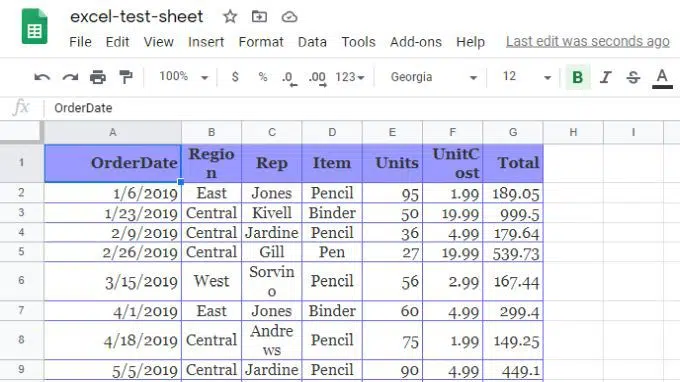 excel-test-sheet
File Edit View Insert Format Data Tools Add-ons Help Last edit was seconds ago
100% $ % .0 .00 123 Georgia 12 B I S A
fx OrderDate
A B C D E F G H I
1 OrderDate Regio Rep Item Units UnitC Total
n ost
2 1/6/2019 East Jones Pencil 95 1.99 189.05
3 1/23/2019 Central Kivell Binder 50 19.99 999.5
4 2/9/2019 Central Jardine Pencil 36 4.99 179.64
5 2/26/2019 Central Gill Pen 27 19.99 539.73
6 3/15/2019 West Sorvin Pencil 56 2.99 167.44
o
7 4/1/2019 East Jones Binder 60 4.99 299.4
8 4/18/2019 Central Andre Pencil 75 1.99 149.25
ws
9 5/5/2019 Central Jardine Pencil 90 4.99 449.1